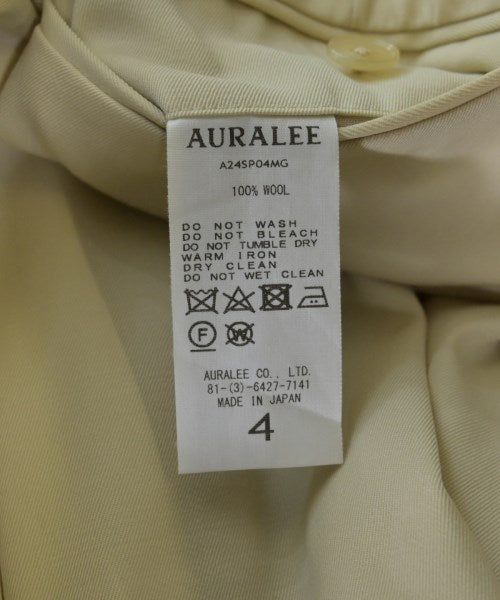 AURALEE
A24SP04MG
100% WOOL
DO NOT WASH
DO NOT BLEACH
DO NOT TUMBLE DRY
WARM IRON
DRY CLEAN
DO NOT WET CLEAN
F W
AURALEE CO., LTD.
81-(3)-6427-7141
MADE IN JAPAN
4